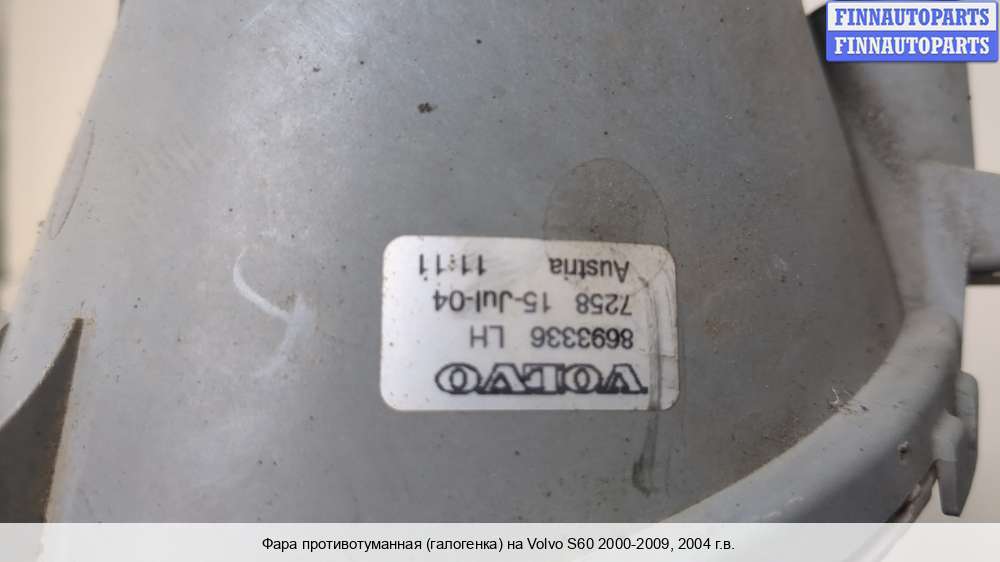 FINNAUTOPARTS
FINNAUTOPARTS
VOLVO
8693336 LH
7258 15-Jul-04
Austria 11:11
Фара противотуманная (галогенка) на Volvo S60 2000-2009, 2004 г.в.